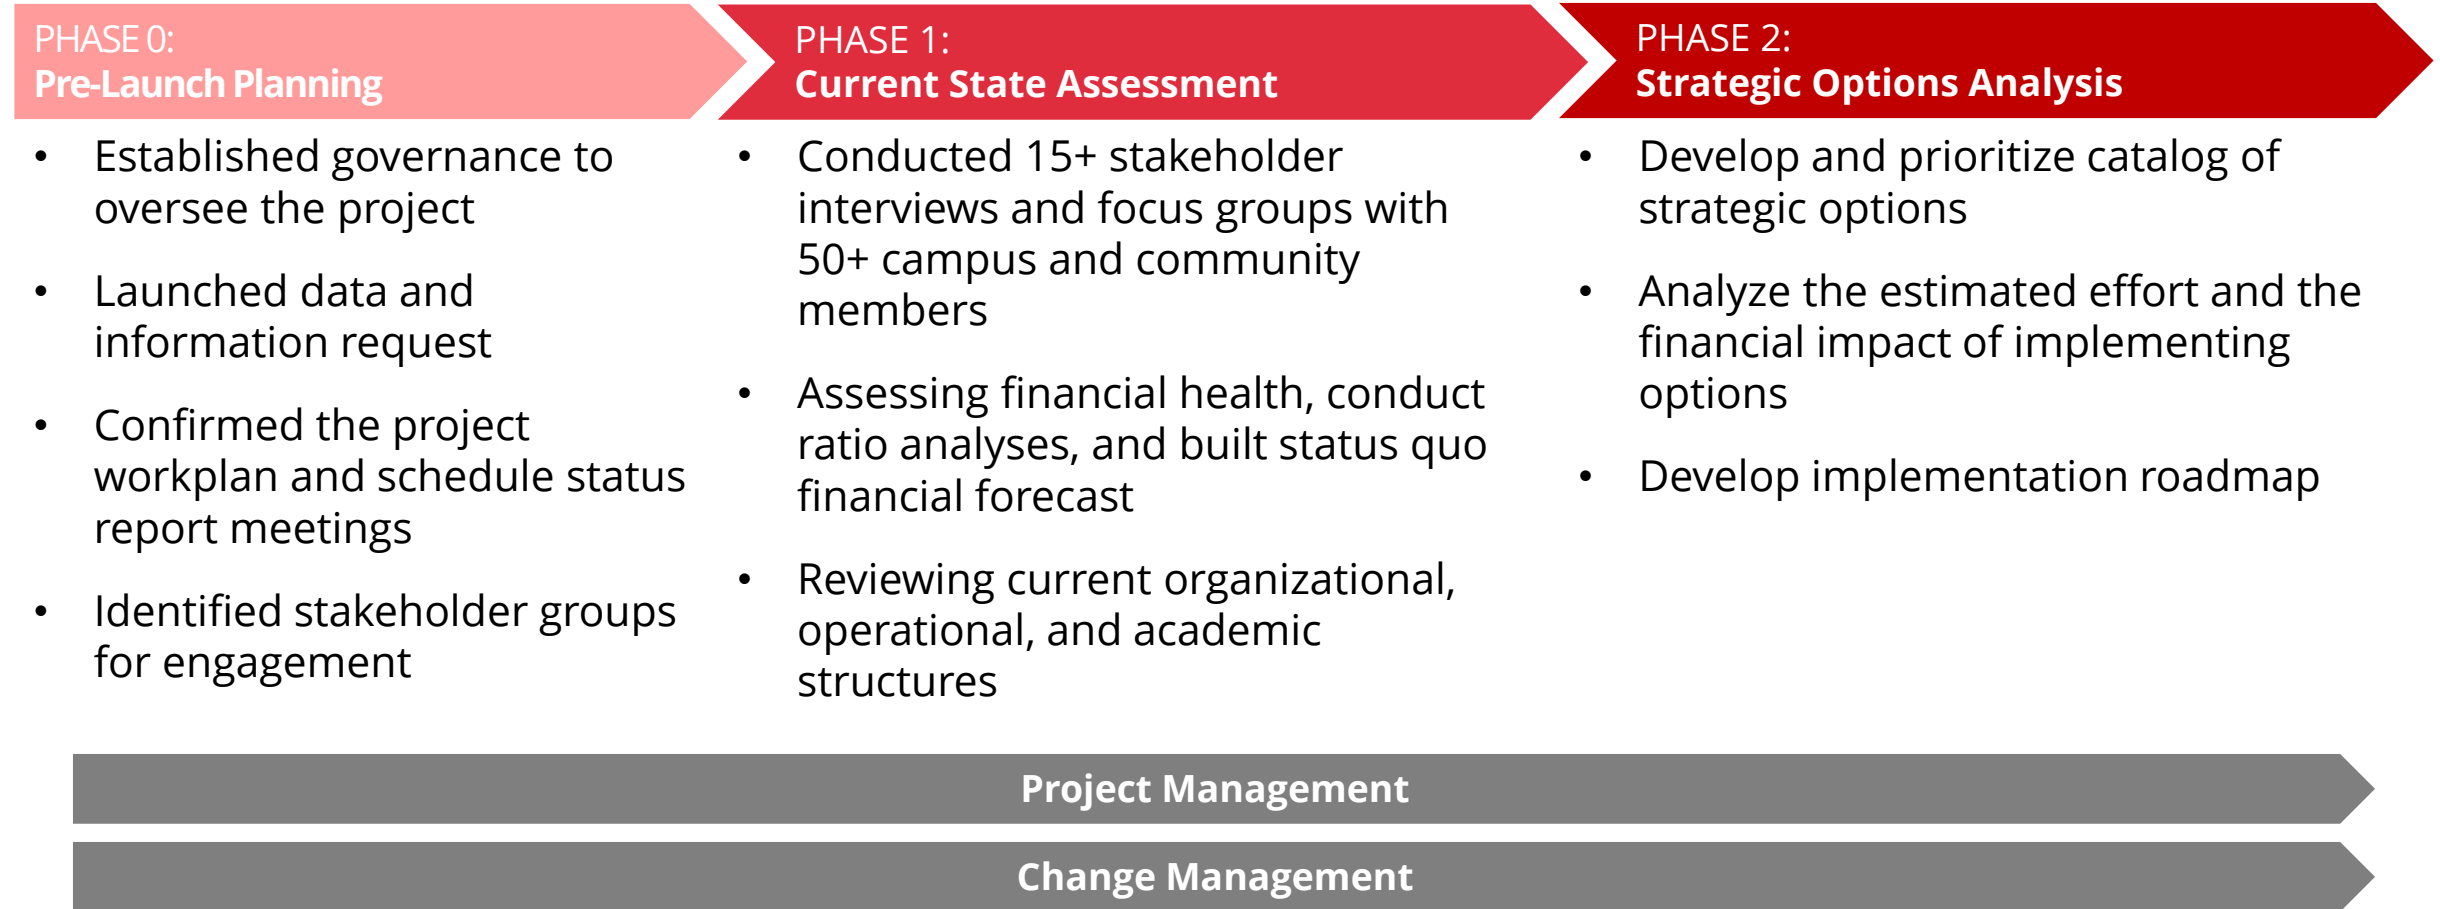 PHASE 0:
Pre-Launch Planning
• Established governance to
oversee the project
• Launched data and
information request
• Confirmed the project
workplan and schedule status
report meetings
• Identified stakeholder groups
for engagement
PHASE 1:
Current State Assessment
• Conducted 15+ stakeholder
interviews and focus groups with
50+ campus and community
members
• Assessing financial health, conduct
ratio analyses, and built status quo
financial forecast
• Reviewing current organizational,
operational, and academic
structures
PHASE 2:
Strategic Options Analysis
• Develop and prioritize catalog of
strategic options
• Analyze the estimated effort and the
financial impact of implementing
options
• Develop implementation roadmap
Project Management
Change Management